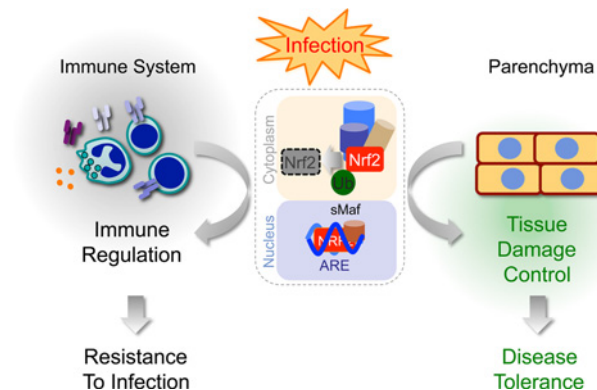 Infection
Immune System
Parenchyma
Cytoplasm
Nrf2
Nrf2
Ub
sMaf
Nucleus
ARE
Immune
Regulation
Tissue
Damage
Control
Resistance
To Infection
Disease
Tolerance